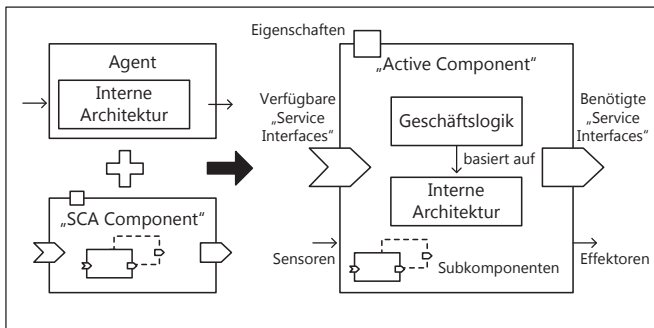 Agent
Interne
Architektur
„SCA Component“
Eigenschaften
„Active Component“
Verfügbare
„Service
Interfaces“
Geschäftslogik
basiert auf
Interne
Architektur
Benötigte
„Service
Interfaces“
Sensoren
Subkomponenten
Effektoren